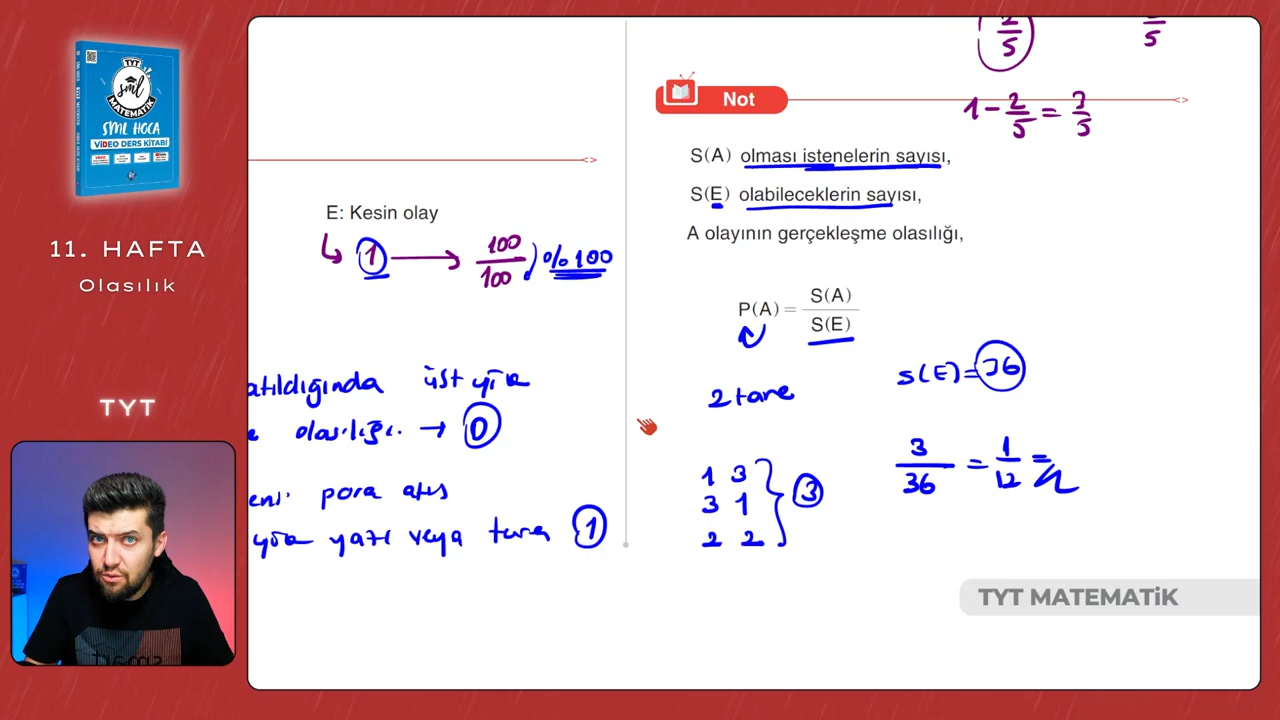 TYT
sml
MATEMATİK
SML HOCA
VİDEO DERS KİTABI
11. HAFTA
Olasılık
TYT
E: Kesin olay
1 → 100/100 , %100
atıldığında üst yüze
olasılığı. → 0
para atış
yüze yazı veya tura 1
2/5
5
Not
1 - 2/5 = 3/5
S(A) olması istenelerin sayısı,
S(E) olabileceklerin sayısı,
A olayının gerçekleşme olasılığı,
P(A) = S(A)/S(E)
2 tane
s(E) = 36
1 3
3 1
2 2
3
3/36 = 1/12
TYT MATEMATİK